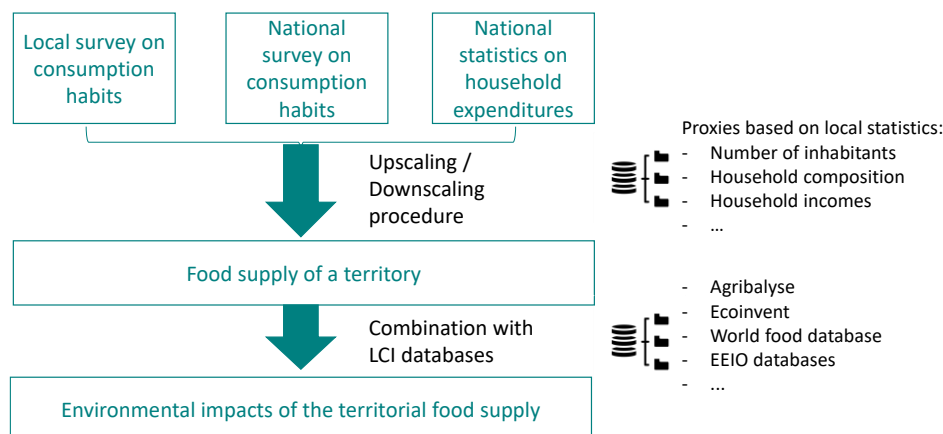 Local survey on
consumption
habits
National
survey on
consumption
habits
National
statistics on
household
expenditures
Upscaling /
Downscaling
procedure
Proxies based on local statistics:
- Number of inhabitants
- Household composition
- Household incomes
- ...
Food supply of a territory
Combination with
LCI databases
- Agribalyse
- Ecoinvent
- World food database
- EEIO databases
- ...
Environmental impacts of the territorial food supply